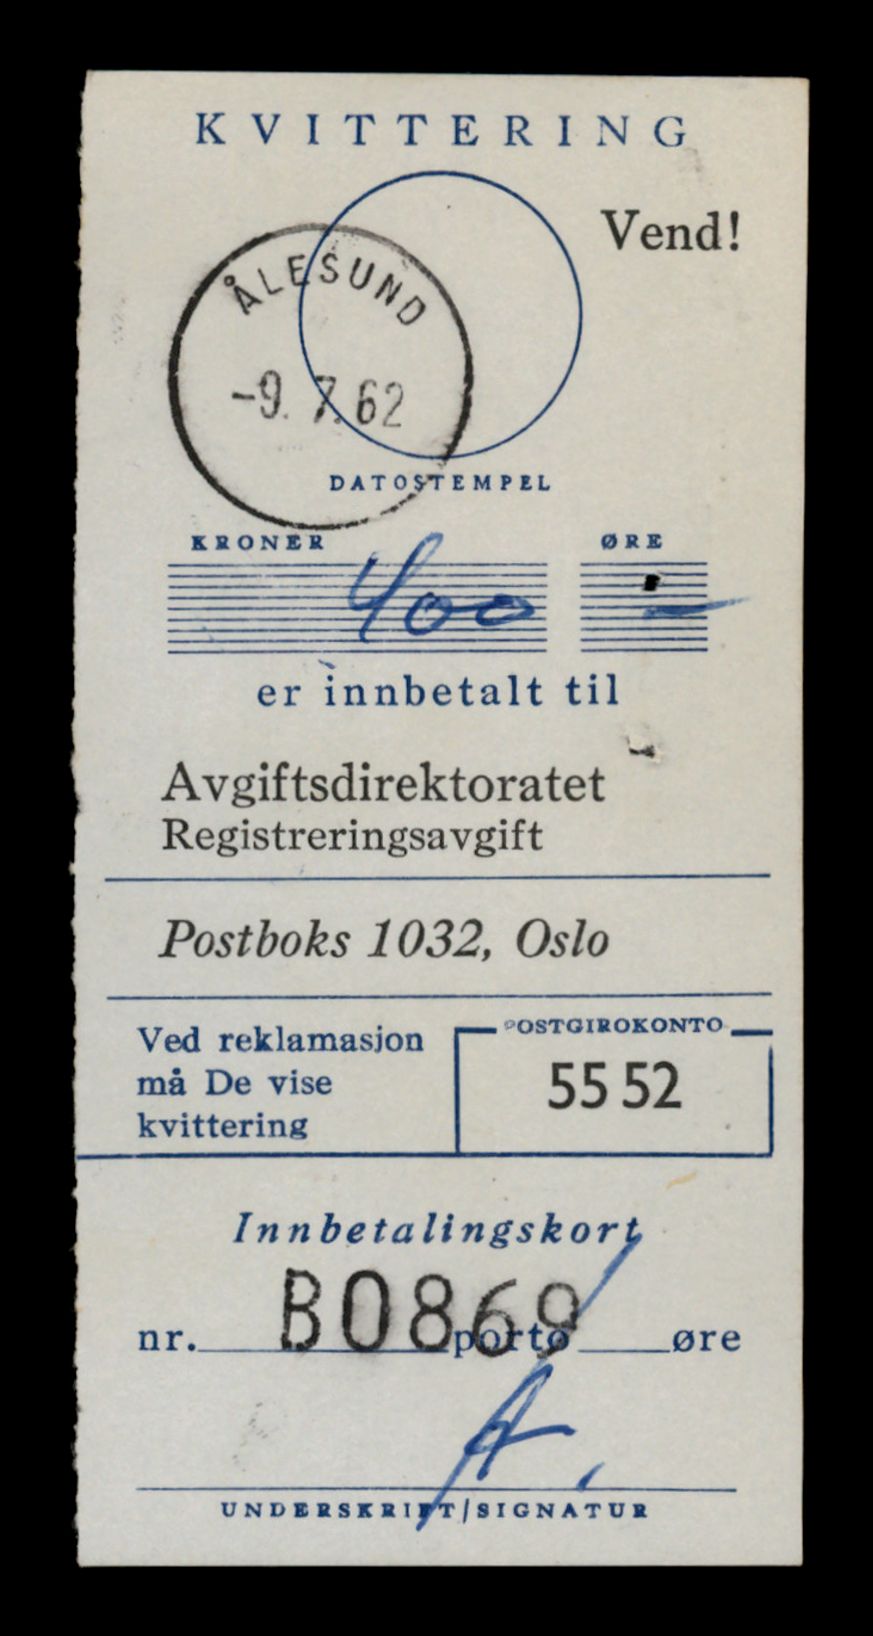 KVITTERING
Vend!
ÅLESUND
-9. 7. 62
DATOSTEMPEL
KRONER ØRE
400 -
er innbetalt til
Avgiftsdirektoratet
Registreringsavgift
Postboks 1032, Oslo
Ved reklamasjon
må De vise
kvittering
POSTGIROKONTO
55 52
Innbetalingskort
nr. B0869 porto øre
UNDERSKRIFT/SIGNATUR